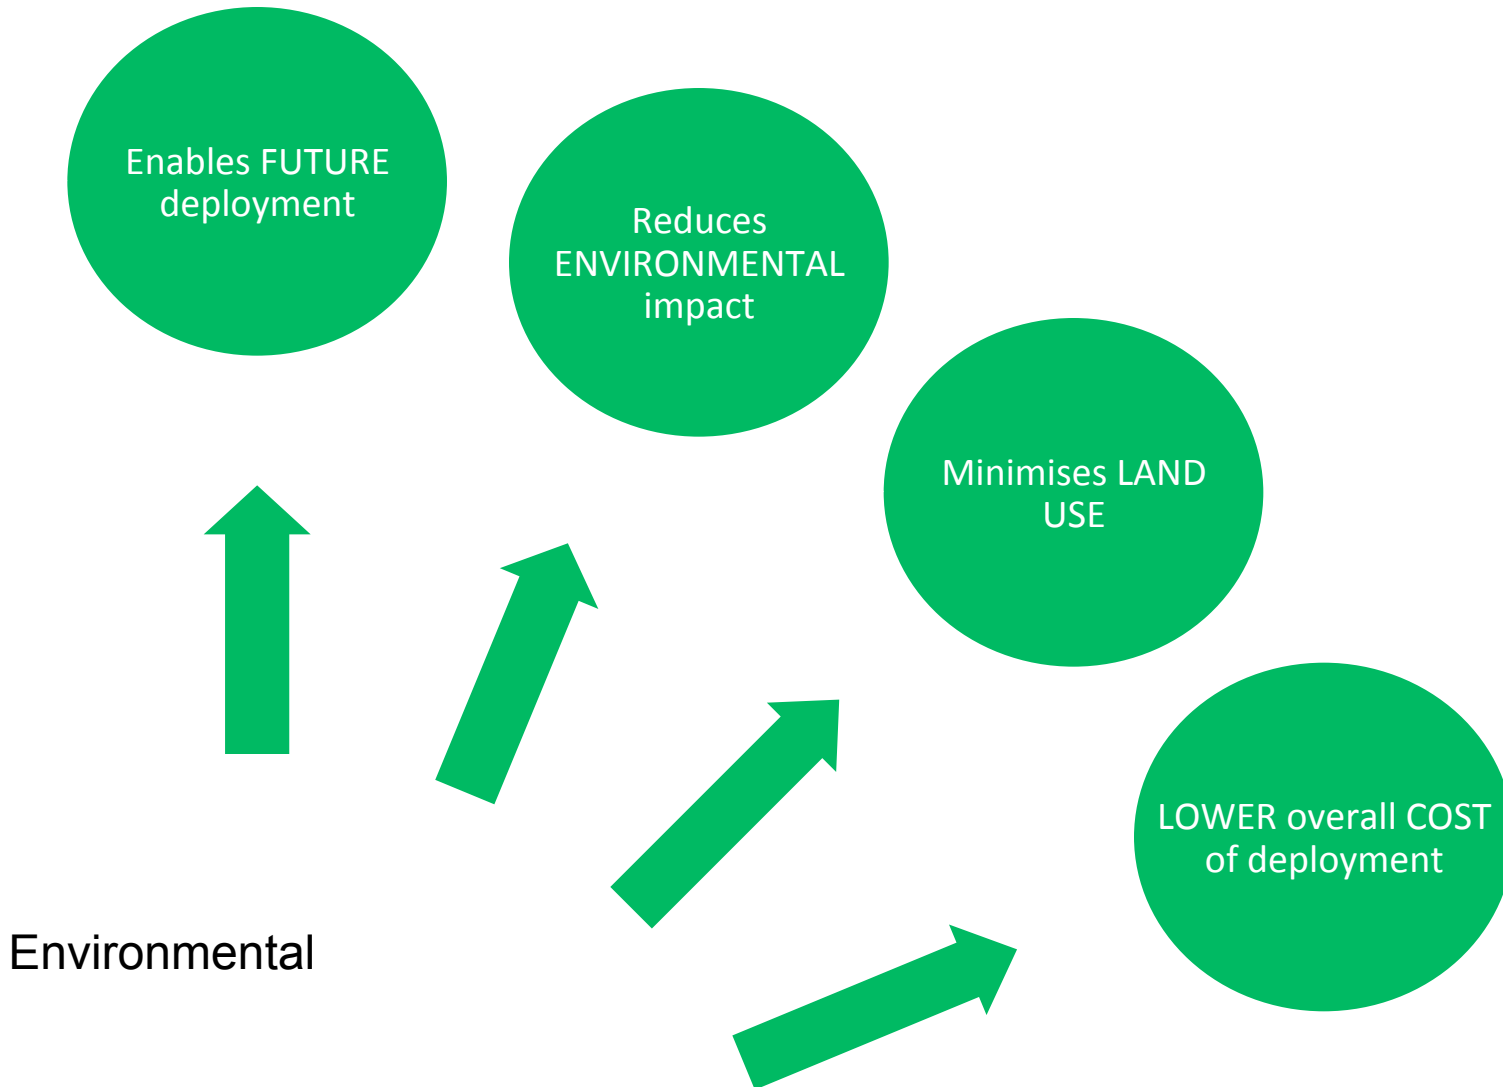 Enables FUTURE
deployment
Reduces
ENVIRONMENTAL
impact
Minimises LAND
USE
LOWER overall COST
of deployment
Environmental